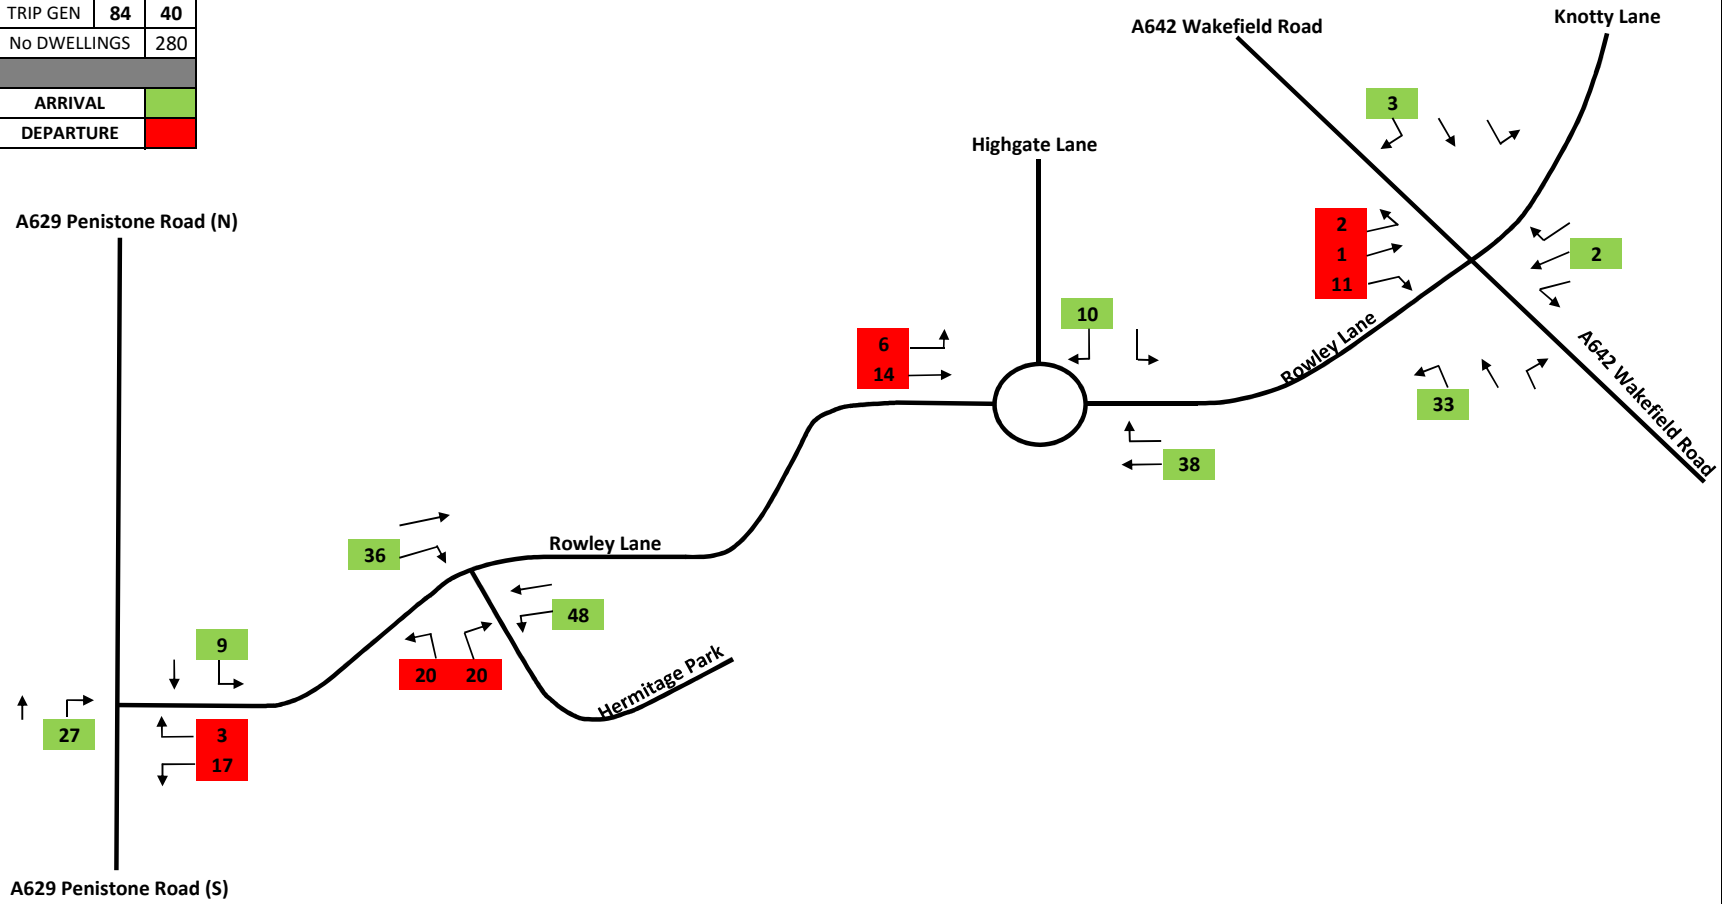 TRIP GEN 84 40
No DWELLINGS 280
ARRIVAL
DEPARTURE
A642 Wakefield Road
Knotty Lane
3
Highgate Lane
A629 Penistone Road (N)
2
1
11
2
10
Rowley Lane
A642 Wakefield Road
6
14
33
38
36
Rowley Lane
48
9
20 20
Hermitage Park
27
3
17
A629 Penistone Road (S)